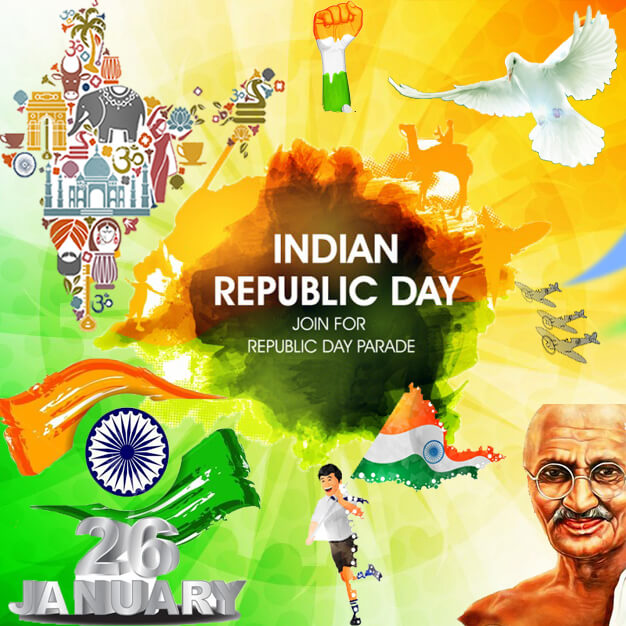 INDIAN
REPUBLIC DAY
JOIN FOR
REPUBLIC DAY PARADE
26
JANUARY